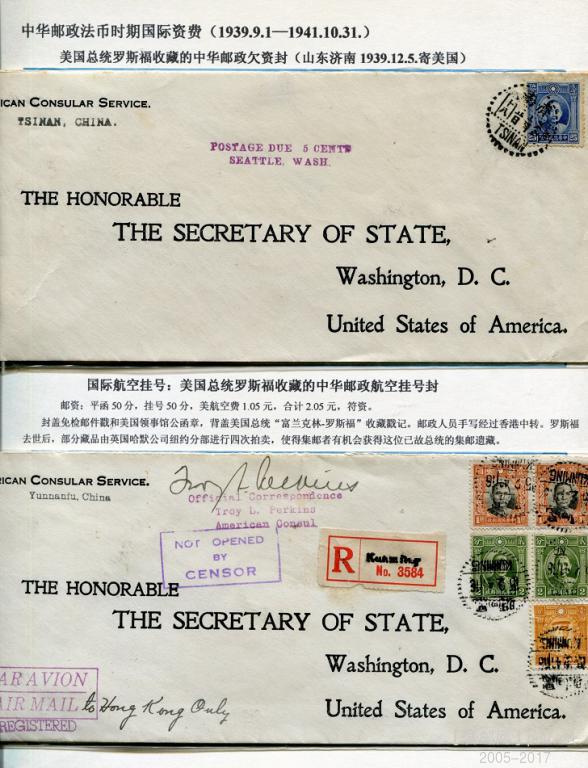 中华邮政法币时期国际资费（1939.9.1—1941.10.31.）
美国总统罗斯福收藏的中华邮政欠资封（山东济南 1939.12.5.寄美国）
ICAN CONSULAR SERVICE.
TSINAN, CHINA.
TSINAN
POSTAGE DUE 5 CENTS
SEATTLE, WASH.
THE HONORABLE
THE SECRETARY OF STATE,
Washington, D. C.
United States of America.
国际航空挂号：美国总统罗斯福收藏的中华邮政航空挂号封
邮资：平函 50 分，挂号 50 分，美航空费 1.05 元，合计 2.05 元，符资。
封盖免检邮件戳和美国领事馆公函章，背盖美国总统“富兰克林-罗斯福”收藏戳记。邮政人员手写经过香港中转。罗斯福
去世后，部分藏品由英国哈默公司纽约分部进行四次拍卖，使得集邮者有机会获得这位已故总统的集邮遗藏。
RICAN CONSULAR SERVICE.
Yunnanfu, China
Troy L. Perkins
Official Correspondence
Troy L. Perkins
American Consul
NOT OPENED
BY
CENSOR
R
Kunming
No. 3584
KUNMING
THE HONORABLE
THE SECRETARY OF STATE,
Washington, D. C.
United States of America.
AR AVION
AIR MAIL
REGISTERED
to Hong Kong Only
2005-2017